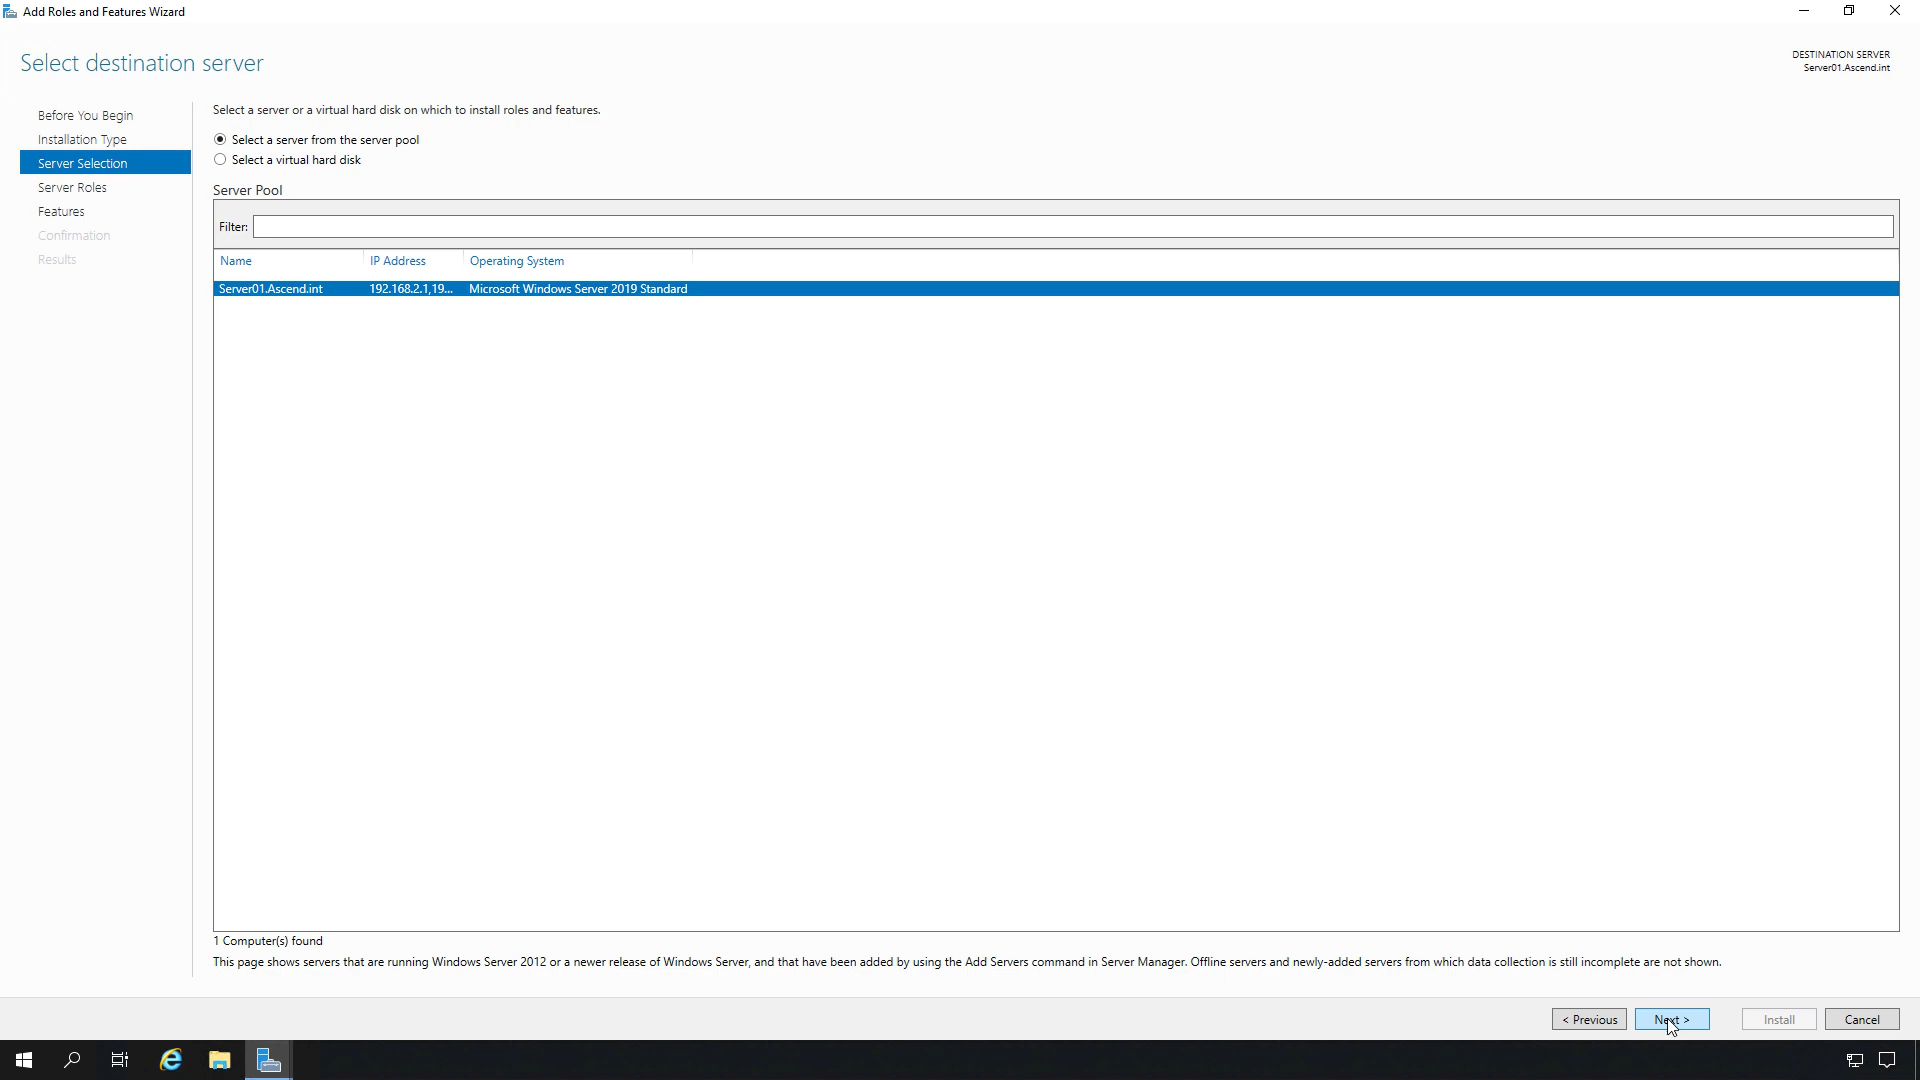 Add Roles and Features Wizard
Select destination server
DESTINATION SERVER
Server01.Ascend.int
Before You Begin
Installation Type
Server Selection
Server Roles
Features
Confirmation
Results
Select a server or a virtual hard disk on which to install roles and features.
Select a server from the server pool
Select a virtual hard disk
Server Pool
Filter:
Name IP Address Operating System
Server01.Ascend.int 192.168.2.1,19... Microsoft Windows Server 2019 Standard
1 Computer(s) found
This page shows servers that are running Windows Server 2012 or a newer release of Windows Server, and that have been added by using the Add Servers command in Server Manager. Offline servers and newly-added servers from which data collection is still incomplete are not shown.
< Previous Next > Install Cancel